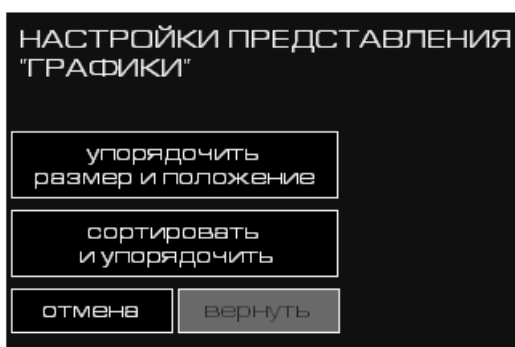 НАСТРОЙКИ ПРЕДСТАВЛЕНИЯ
"ГРАФИКИ"
упорядочить
размер и положение
сортировать
и упорядочить
отмена вернуть